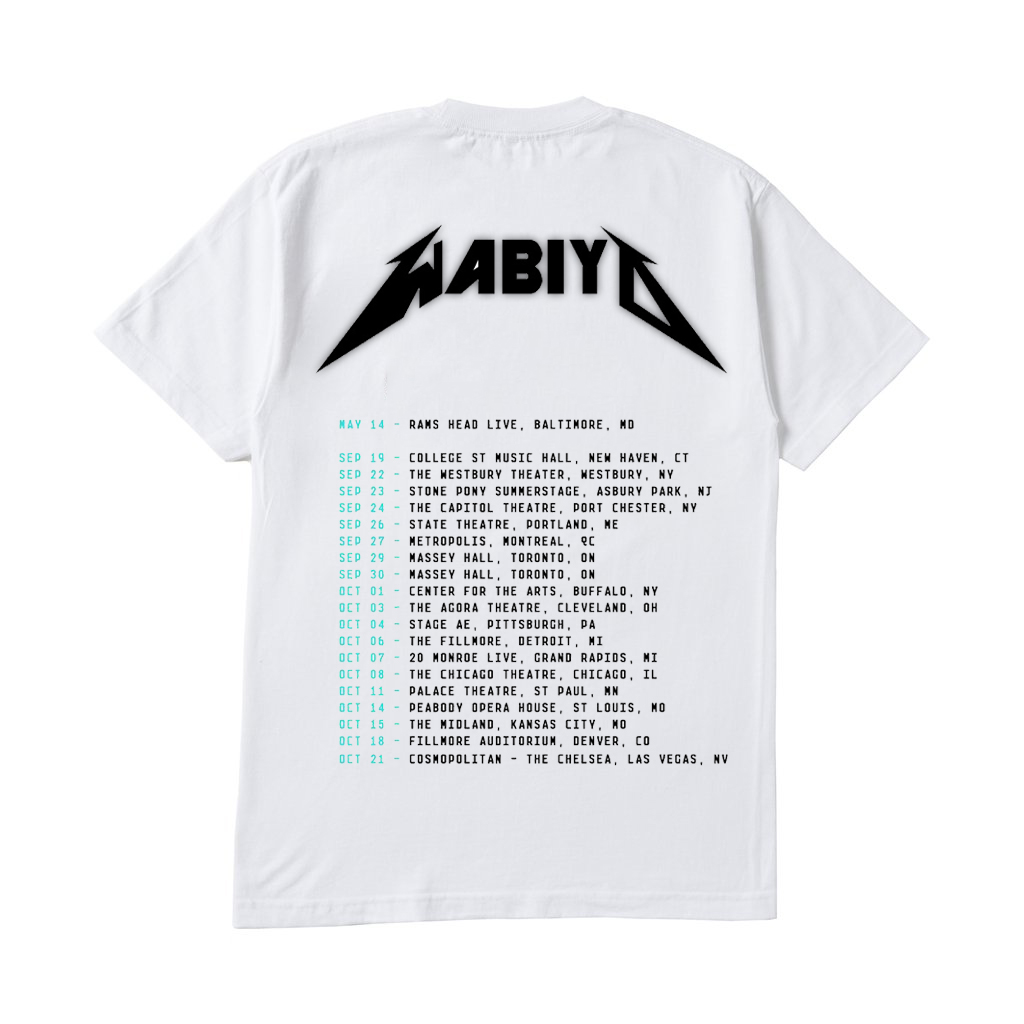 WABIYO
MAY 14 - RAMS HEAD LIVE, BALTIMORE, MD
SEP 19 - COLLEGE ST MUSIC HALL, NEW HAVEN, CT
SEP 22 - THE WESTBURY THEATER, WESTBURY, NY
SEP 23 - STONE PONY SUMMERSTAGE, ASBURY PARK, NJ
SEP 24 - THE CAPITOL THEATRE, PORT CHESTER, NY
SEP 26 - STATE THEATRE, PORTLAND, ME
SEP 27 - METROPOLIS, MONTREAL, QC
SEP 29 - MASSEY HALL, TORONTO, ON
SEP 30 - MASSEY HALL, TORONTO, ON
OCT 01 - CENTER FOR THE ARTS, BUFFALO, NY
OCT 03 - THE AGORA THEATRE, CLEVELAND, OH
OCT 04 - STAGE AE, PITTSBURGH, PA
OCT 06 - THE FILLMORE, DETROIT, MI
OCT 07 - 20 MONROE LIVE, GRAND RAPIDS, MI
OCT 08 - THE CHICAGO THEATRE, CHICAGO, IL
OCT 11 - PALACE THEATRE, ST PAUL, MN
OCT 14 - PEABODY OPERA HOUSE, ST LOUIS, MO
OCT 15 - THE MIDLAND, KANSAS CITY, MO
OCT 18 - FILLMORE AUDITORIUM, DENVER, CO
OCT 21 - COSMOPOLITAN - THE CHELSEA, LAS VEGAS, NV